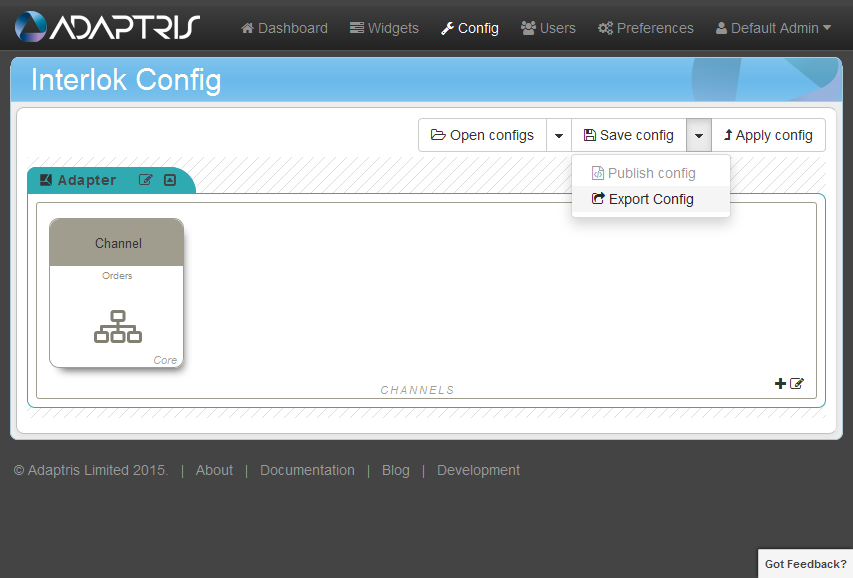 ADAPTRIS
Dashboard Widgets Config Users Preferences Default Admin
Interlok Config
Open configs Save config Apply config
Publish config
Export Config
Adapter
Channel
Orders
Core
CHANNELS
© Adaptris Limited 2015. | About | Documentation | Blog | Development
Got Feedback?